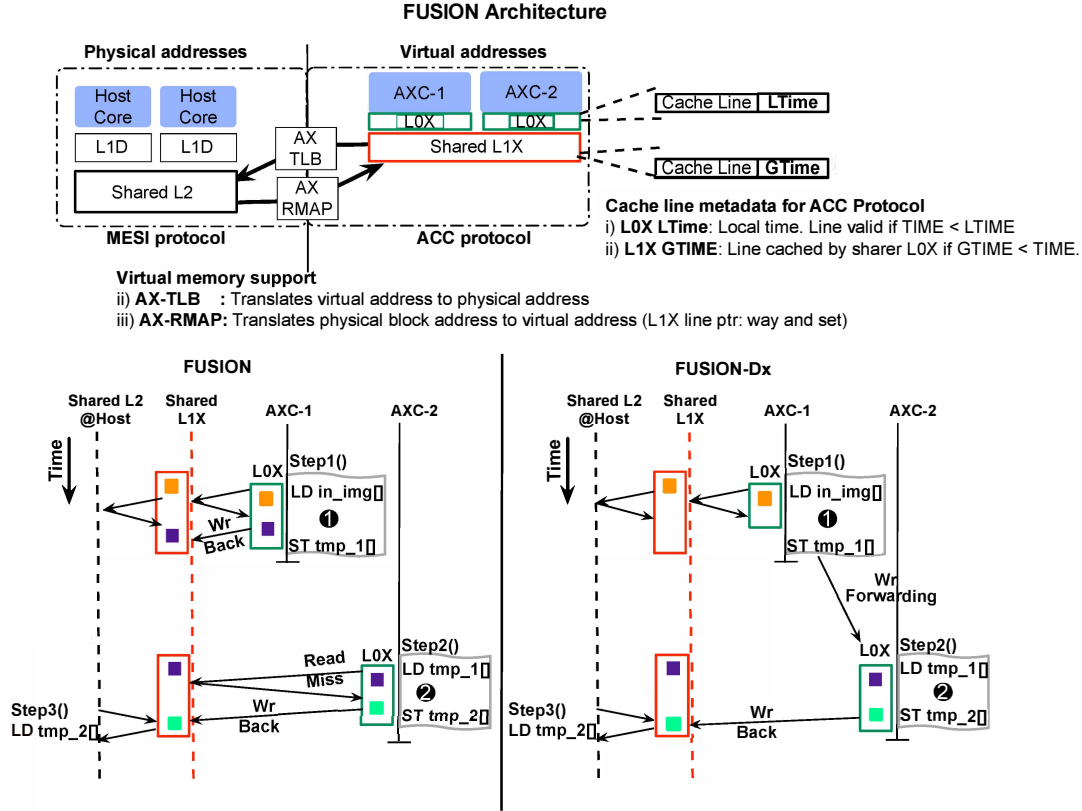 FUSION Architecture
Physical addresses
Virtual addresses
Host
Core
Host
Core
AXC-1
AXC-2
L0X
L0X
Cache Line LTime
L1D
L1D
AX
TLB
Shared L1X
Cache Line GTime
Shared L2
AX
RMAP
MESI protocol
ACC protocol
Cache line metadata for ACC Protocol
i) L0X LTime: Local time. Line valid if TIME < LTIME
ii) L1X GTIME: Line cached by sharer L0X if GTIME < TIME.
Virtual memory support
ii) AX-TLB : Translates virtual address to physical address
iii) AX-RMAP: Translates physical block address to virtual address (L1X line ptr: way and set)
FUSION
Shared L2
@Host
Shared
L1X
AXC-1
AXC-2
Time
L0X
Step1()
LD in_img[]
1
ST tmp_1[]
Wr
Back
L0X
Step2()
LD tmp_1[]
2
ST tmp_2[]
Read
Miss
Wr
Back
Step3()
LD tmp_2[]
FUSION-Dx
Shared L2
@Host
Shared
L1X
AXC-1
AXC-2
Time
L0X
Step1()
LD in_img[]
1
ST tmp_1[]
Wr
Forwarding
L0X
Step2()
LD tmp_1[]
2
ST tmp_2[]
Wr
Back
Step3()
LD tmp_2[]